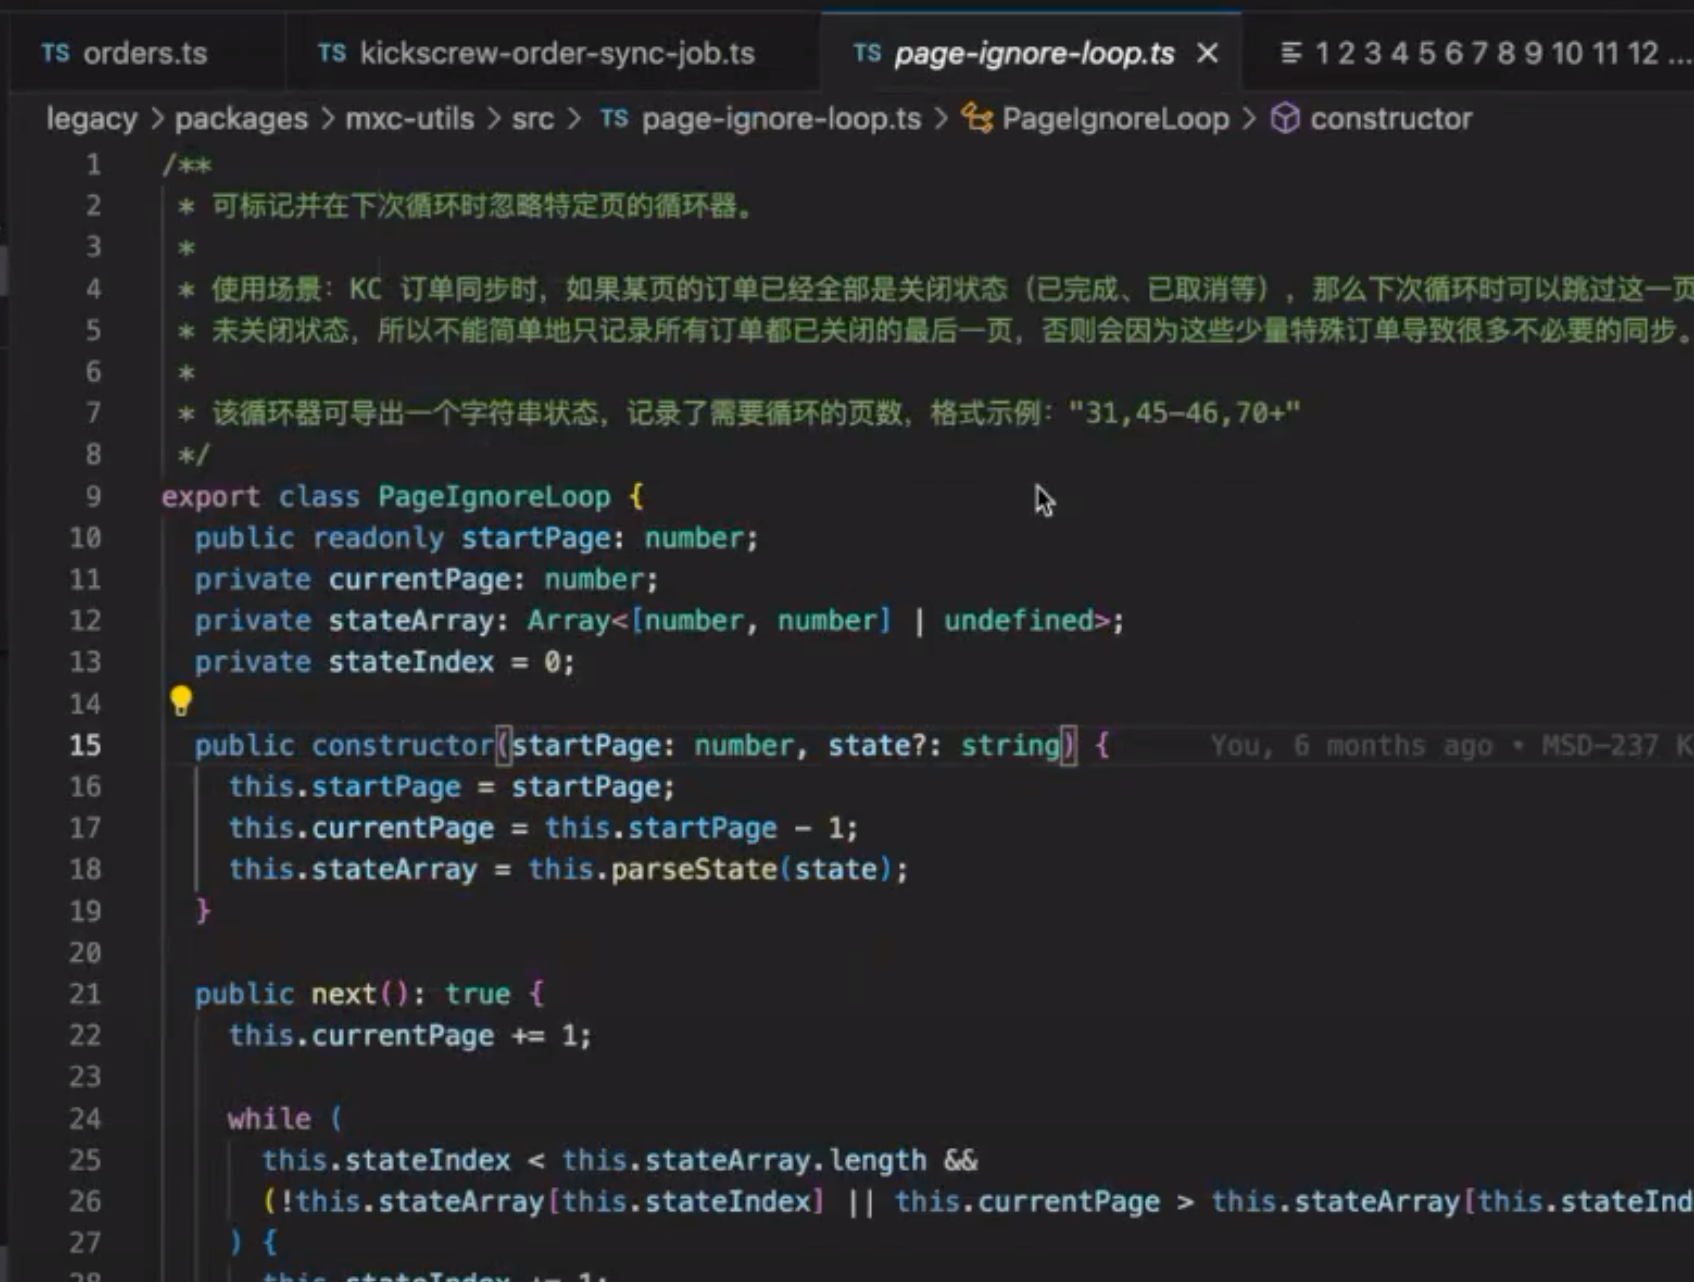 TS orders.ts TS kickscrew-order-sync-job.ts TS page-ignore-loop.ts × 1 2 3 4 5 6 7 8 9 10 11 12 ...
legacy > packages > mxc-utils > src > TS page-ignore-loop.ts > PageIgnoreLoop > constructor
1 /**
2 * 可标记并在下次循环时忽略特定页的循环器。
3 *
4 * 使用场景：KC 订单同步时，如果某页的订单已经全部是关闭状态（已完成、已取消等），那么下次循环时可以跳过这一页
5 * 未关闭状态，所以不能简单地只记录所有订单都已关闭的最后一页，否则会因为这些少量特殊订单导致很多不必要的同步。
6 *
7 * 该循环器可导出一个字符串状态，记录了需要循环的页数，格式示例："31,45-46,70+"
8 */
9 export class PageIgnoreLoop {
10 public readonly startPage: number;
11 private currentPage: number;
12 private stateArray: Array<[number, number] | undefined>;
13 private stateIndex = 0;
14
15 public constructor(startPage: number, state?: string) { You, 6 months ago • MSD-237 K
16 this.startPage = startPage;
17 this.currentPage = this.startPage - 1;
18 this.stateArray = this.parseState(state);
19 }
20
21 public next(): true {
22 this.currentPage += 1;
23
24 while (
25 this.stateIndex < this.stateArray.length &&
26 (!this.stateArray[this.stateIndex] || this.currentPage > this.stateArray[this.stateInd
27 ) {
28 this.stateIndex += 1;